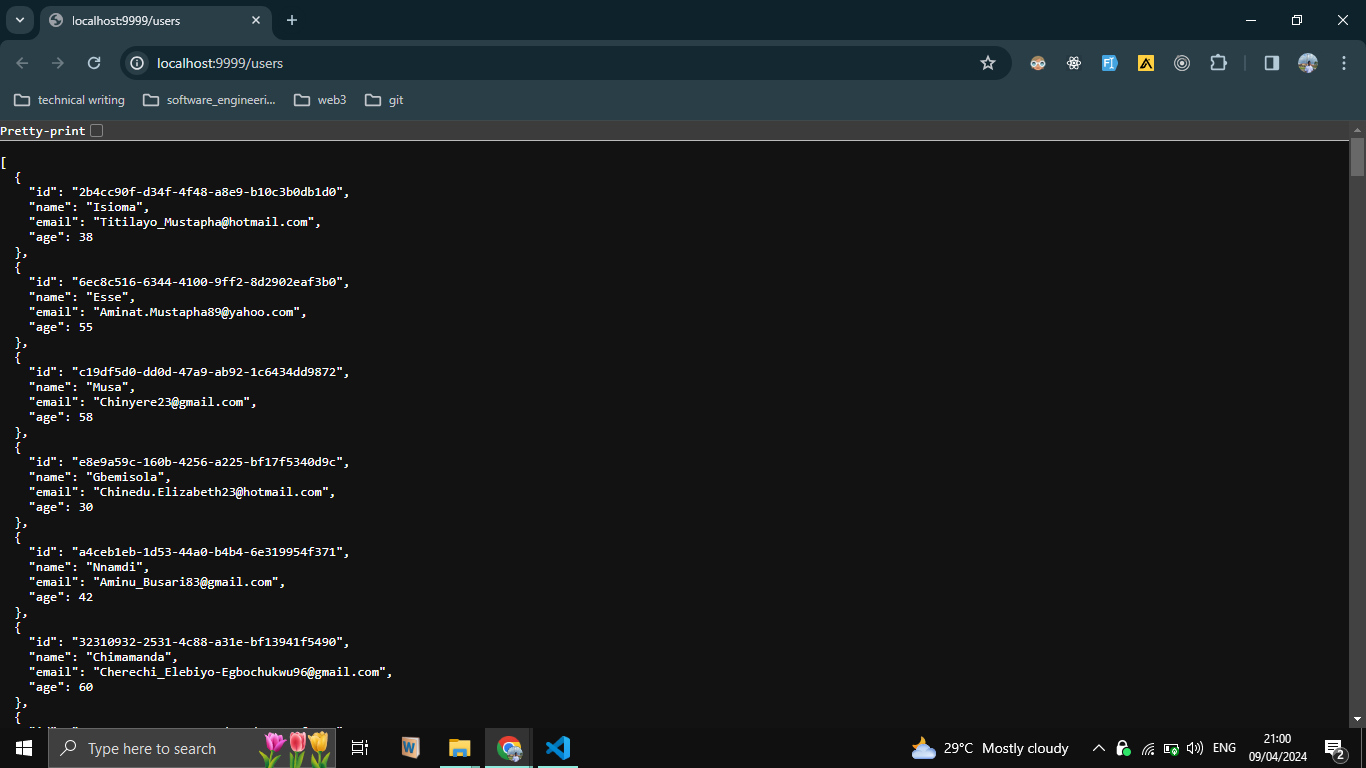 localhost:9999/users
localhost:9999/users
technical writing
software_engineeri...
web3
git
Pretty-print
[
  {
    "id": "2b4cc90f-d34f-4f48-a8e9-b10c3b0db1d0",
    "name": "Isioma",
    "email": "Titilayo_Mustapha@hotmail.com",
    "age": 38
  },
  {
    "id": "6ec8c516-6344-4100-9ff2-8d2902eaf3b0",
    "name": "Esse",
    "email": "Aminat.Mustapha89@yahoo.com",
    "age": 55
  },
  {
    "id": "c19df5d0-dd0d-47a9-ab92-1c6434dd9872",
    "name": "Musa",
    "email": "Chinyere23@gmail.com",
    "age": 58
  },
  {
    "id": "e8e9a59c-160b-4256-a225-bf17f5340d9c",
    "name": "Gbemisola",
    "email": "Chinedu.Elizabeth23@hotmail.com",
    "age": 30
  },
  {
    "id": "a4ceb1eb-1d53-44a0-b4b4-6e319954f371",
    "name": "Nnamdi",
    "email": "Aminu_Busari83@gmail.com",
    "age": 42
  },
  {
    "id": "32310932-2531-4c88-a31e-bf13941f5490",
    "name": "Chimamanda",
    "email": "Cherechi_Elebiyo-Egbochukwu96@gmail.com",
    "age": 60
  },
  {
Type here to search
29°C Mostly cloudy
ENG
21:00
09/04/2024
2